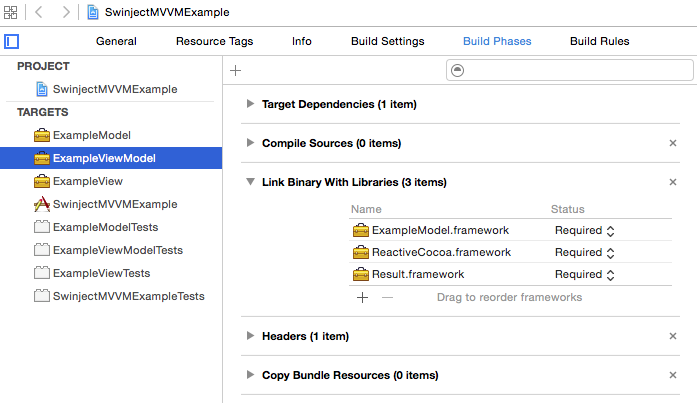 SwinjectMVVMExample
General Resource Tags Info Build Settings Build Phases Build Rules
PROJECT
SwinjectMVVMExample
TARGETS
ExampleModel
ExampleViewModel
ExampleView
SwinjectMVVMExample
ExampleModelTests
ExampleViewModelTests
ExampleViewTests
SwinjectMVVMExampleTests
Target Dependencies (1 item)
Compile Sources (0 items)
Link Binary With Libraries (3 items)
Name Status
ExampleModel.framework Required
ReactiveCocoa.framework Required
Result.framework Required
Drag to reorder frameworks
Headers (1 item)
Copy Bundle Resources (0 items)